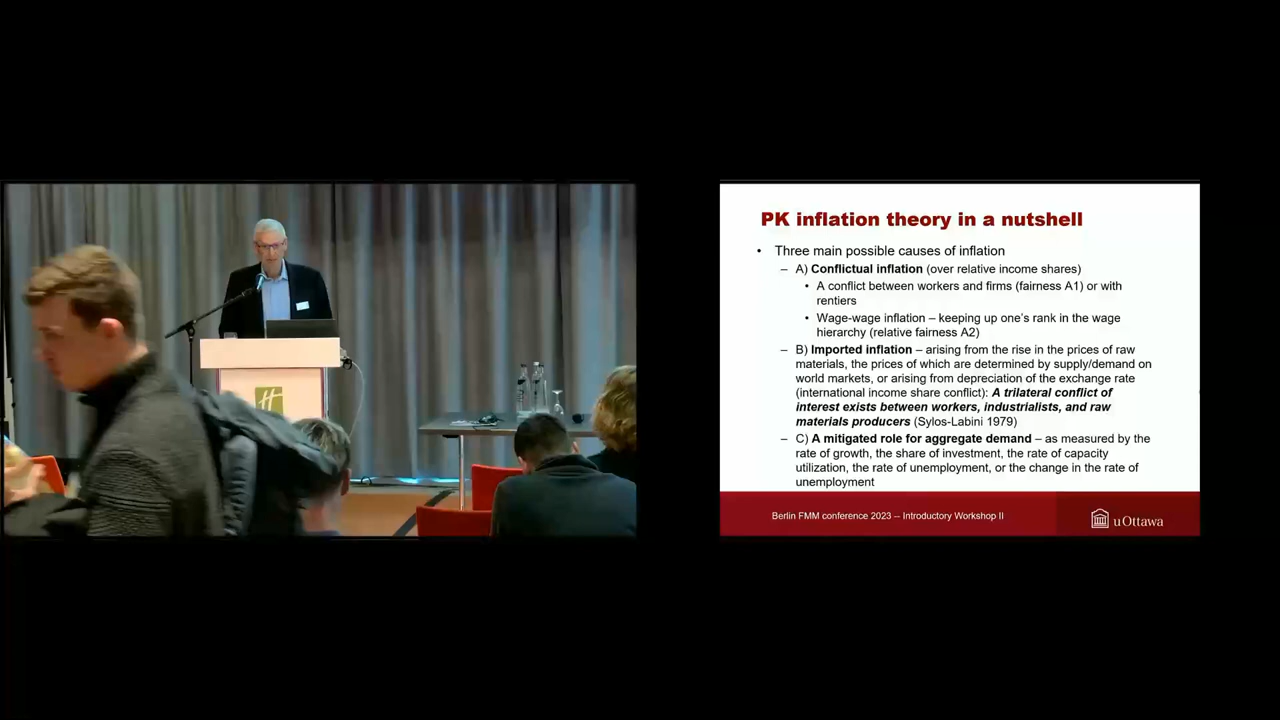 PK inflation theory in a nutshell
• Three main possible causes of inflation
– A) Conflictual inflation (over relative income shares)
• A conflict between workers and firms (fairness A1) or with
rentiers
• Wage-wage inflation – keeping up one's rank in the wage
hierarchy (relative fairness A2)
– B) Imported inflation – arising from the rise in the prices of raw
materials, the prices of which are determined by supply/demand on
world markets, or arising from depreciation of the exchange rate
(international income share conflict): A trilateral conflict of
interest exists between workers, industrialists, and raw
materials producers (Sylos-Labini 1979)
– C) A mitigated role for aggregate demand – as measured by the
rate of growth, the share of investment, the rate of capacity
utilization, the rate of unemployment, or the change in the rate of
unemployment
Berlin FMM conference 2023 -- Introductory Workshop II
uOttawa